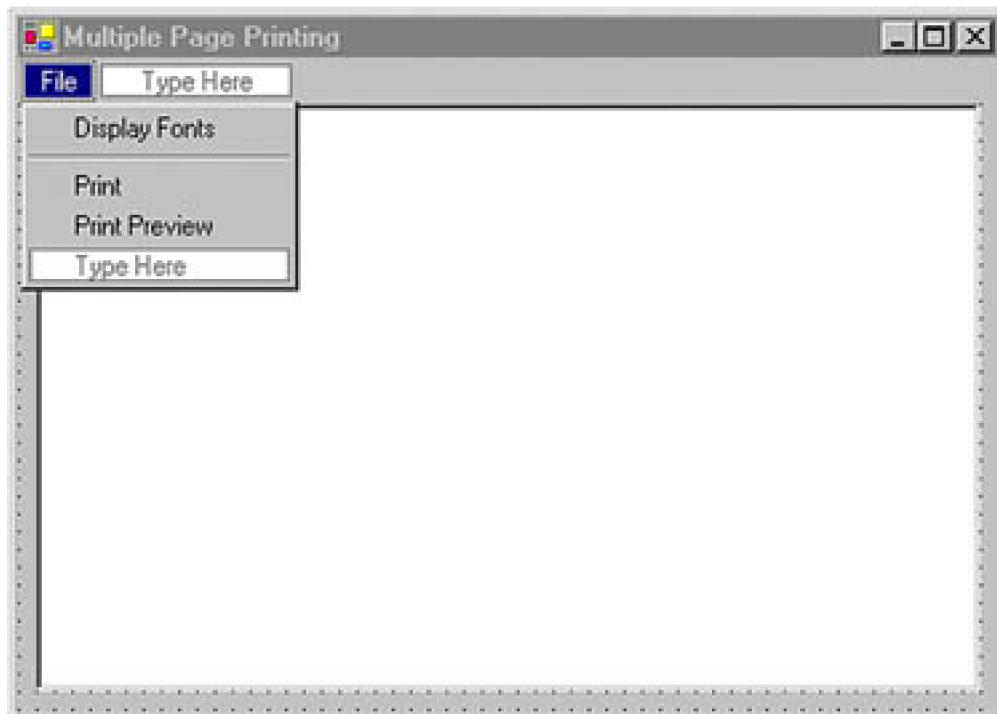 Multiple Page Printing
File Type Here
Display Fonts
Print
Print Preview
Type Here